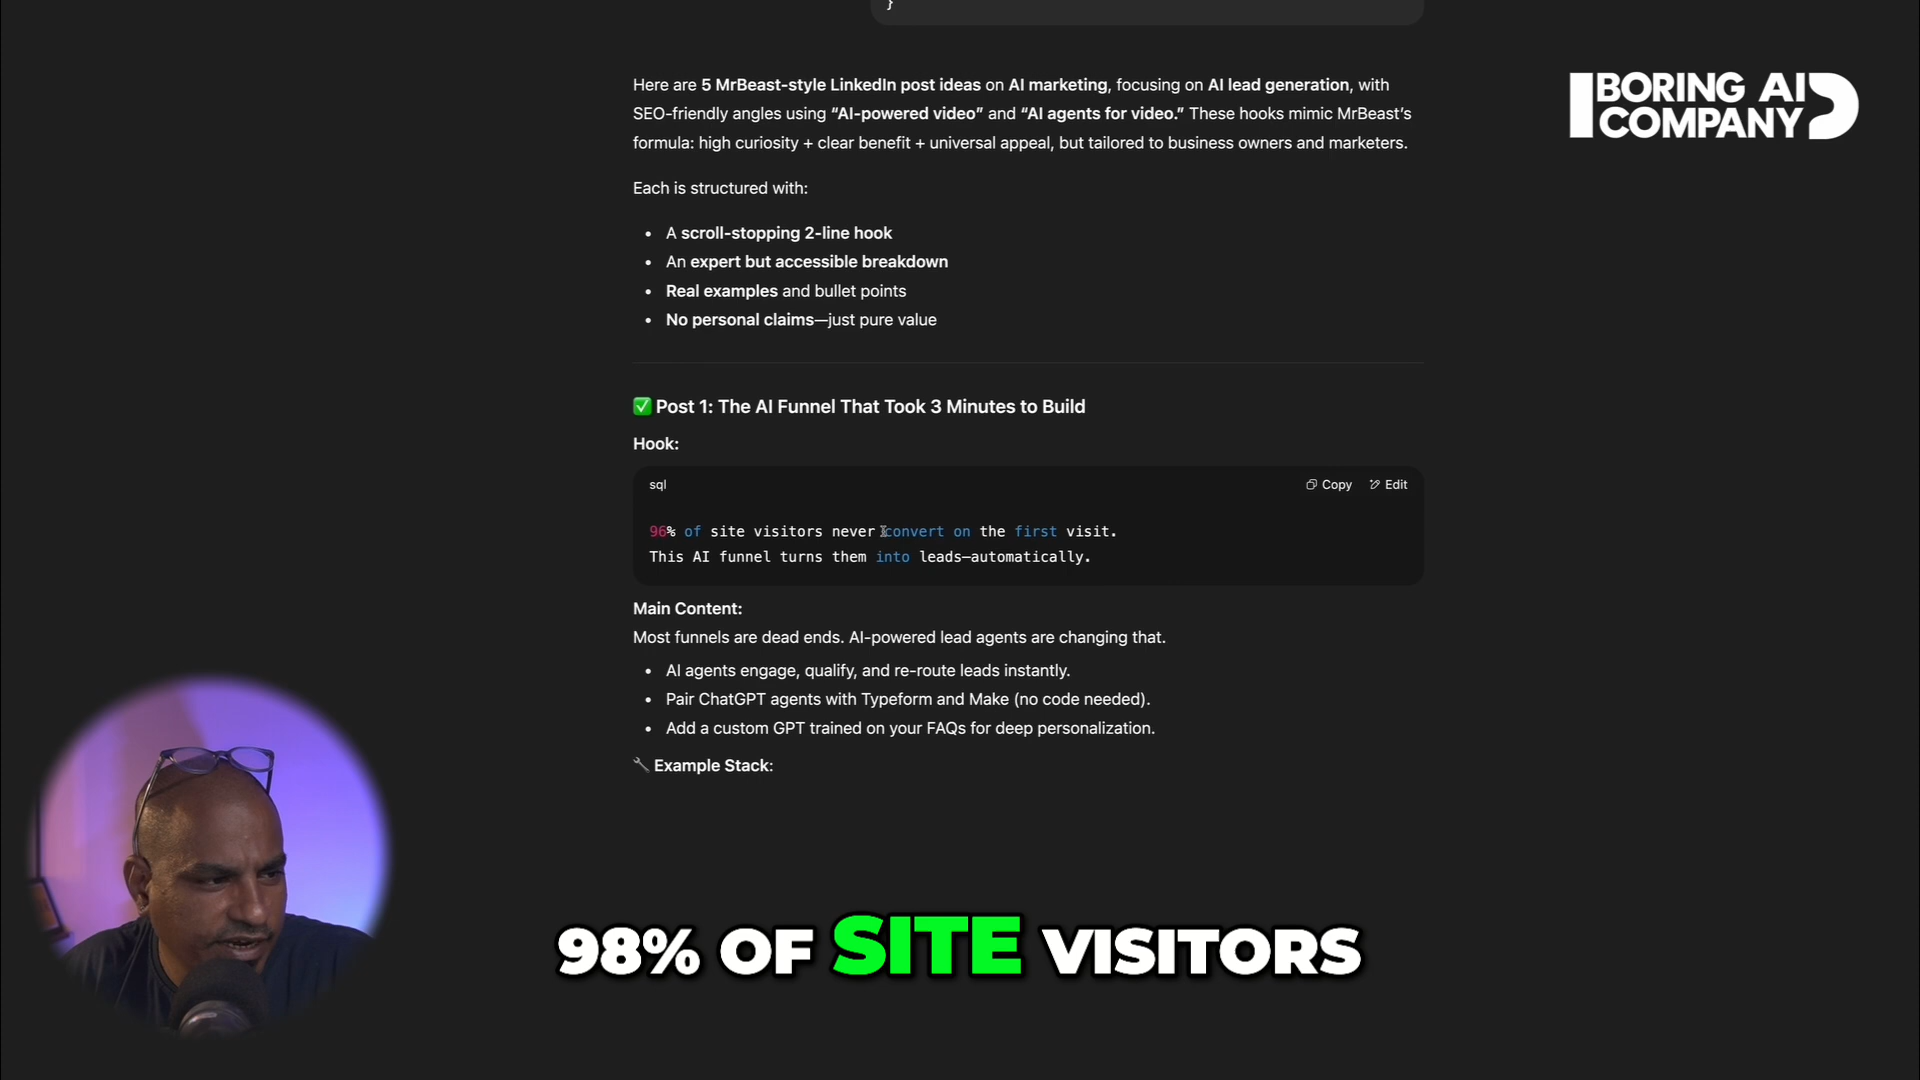 }
Here are 5 MrBeast-style LinkedIn post ideas on AI marketing, focusing on AI lead generation, with
SEO-friendly angles using “AI-powered video” and “AI agents for video.” These hooks mimic MrBeast’s
formula: high curiosity + clear benefit + universal appeal, but tailored to business owners and marketers.
BORING AI
COMPANY
Each is structured with:
• A scroll-stopping 2-line hook
• An expert but accessible breakdown
• Real examples and bullet points
• No personal claims—just pure value
✅ Post 1: The AI Funnel That Took 3 Minutes to Build
Hook:
sql
Copy Edit
96% of site visitors never convert on the first visit.
This AI funnel turns them into leads—automatically.
Main Content:
Most funnels are dead ends. AI-powered lead agents are changing that.
• AI agents engage, qualify, and re-route leads instantly.
• Pair ChatGPT agents with Typeform and Make (no code needed).
• Add a custom GPT trained on your FAQs for deep personalization.
🔧 Example Stack:
98% OF SITE VISITORS